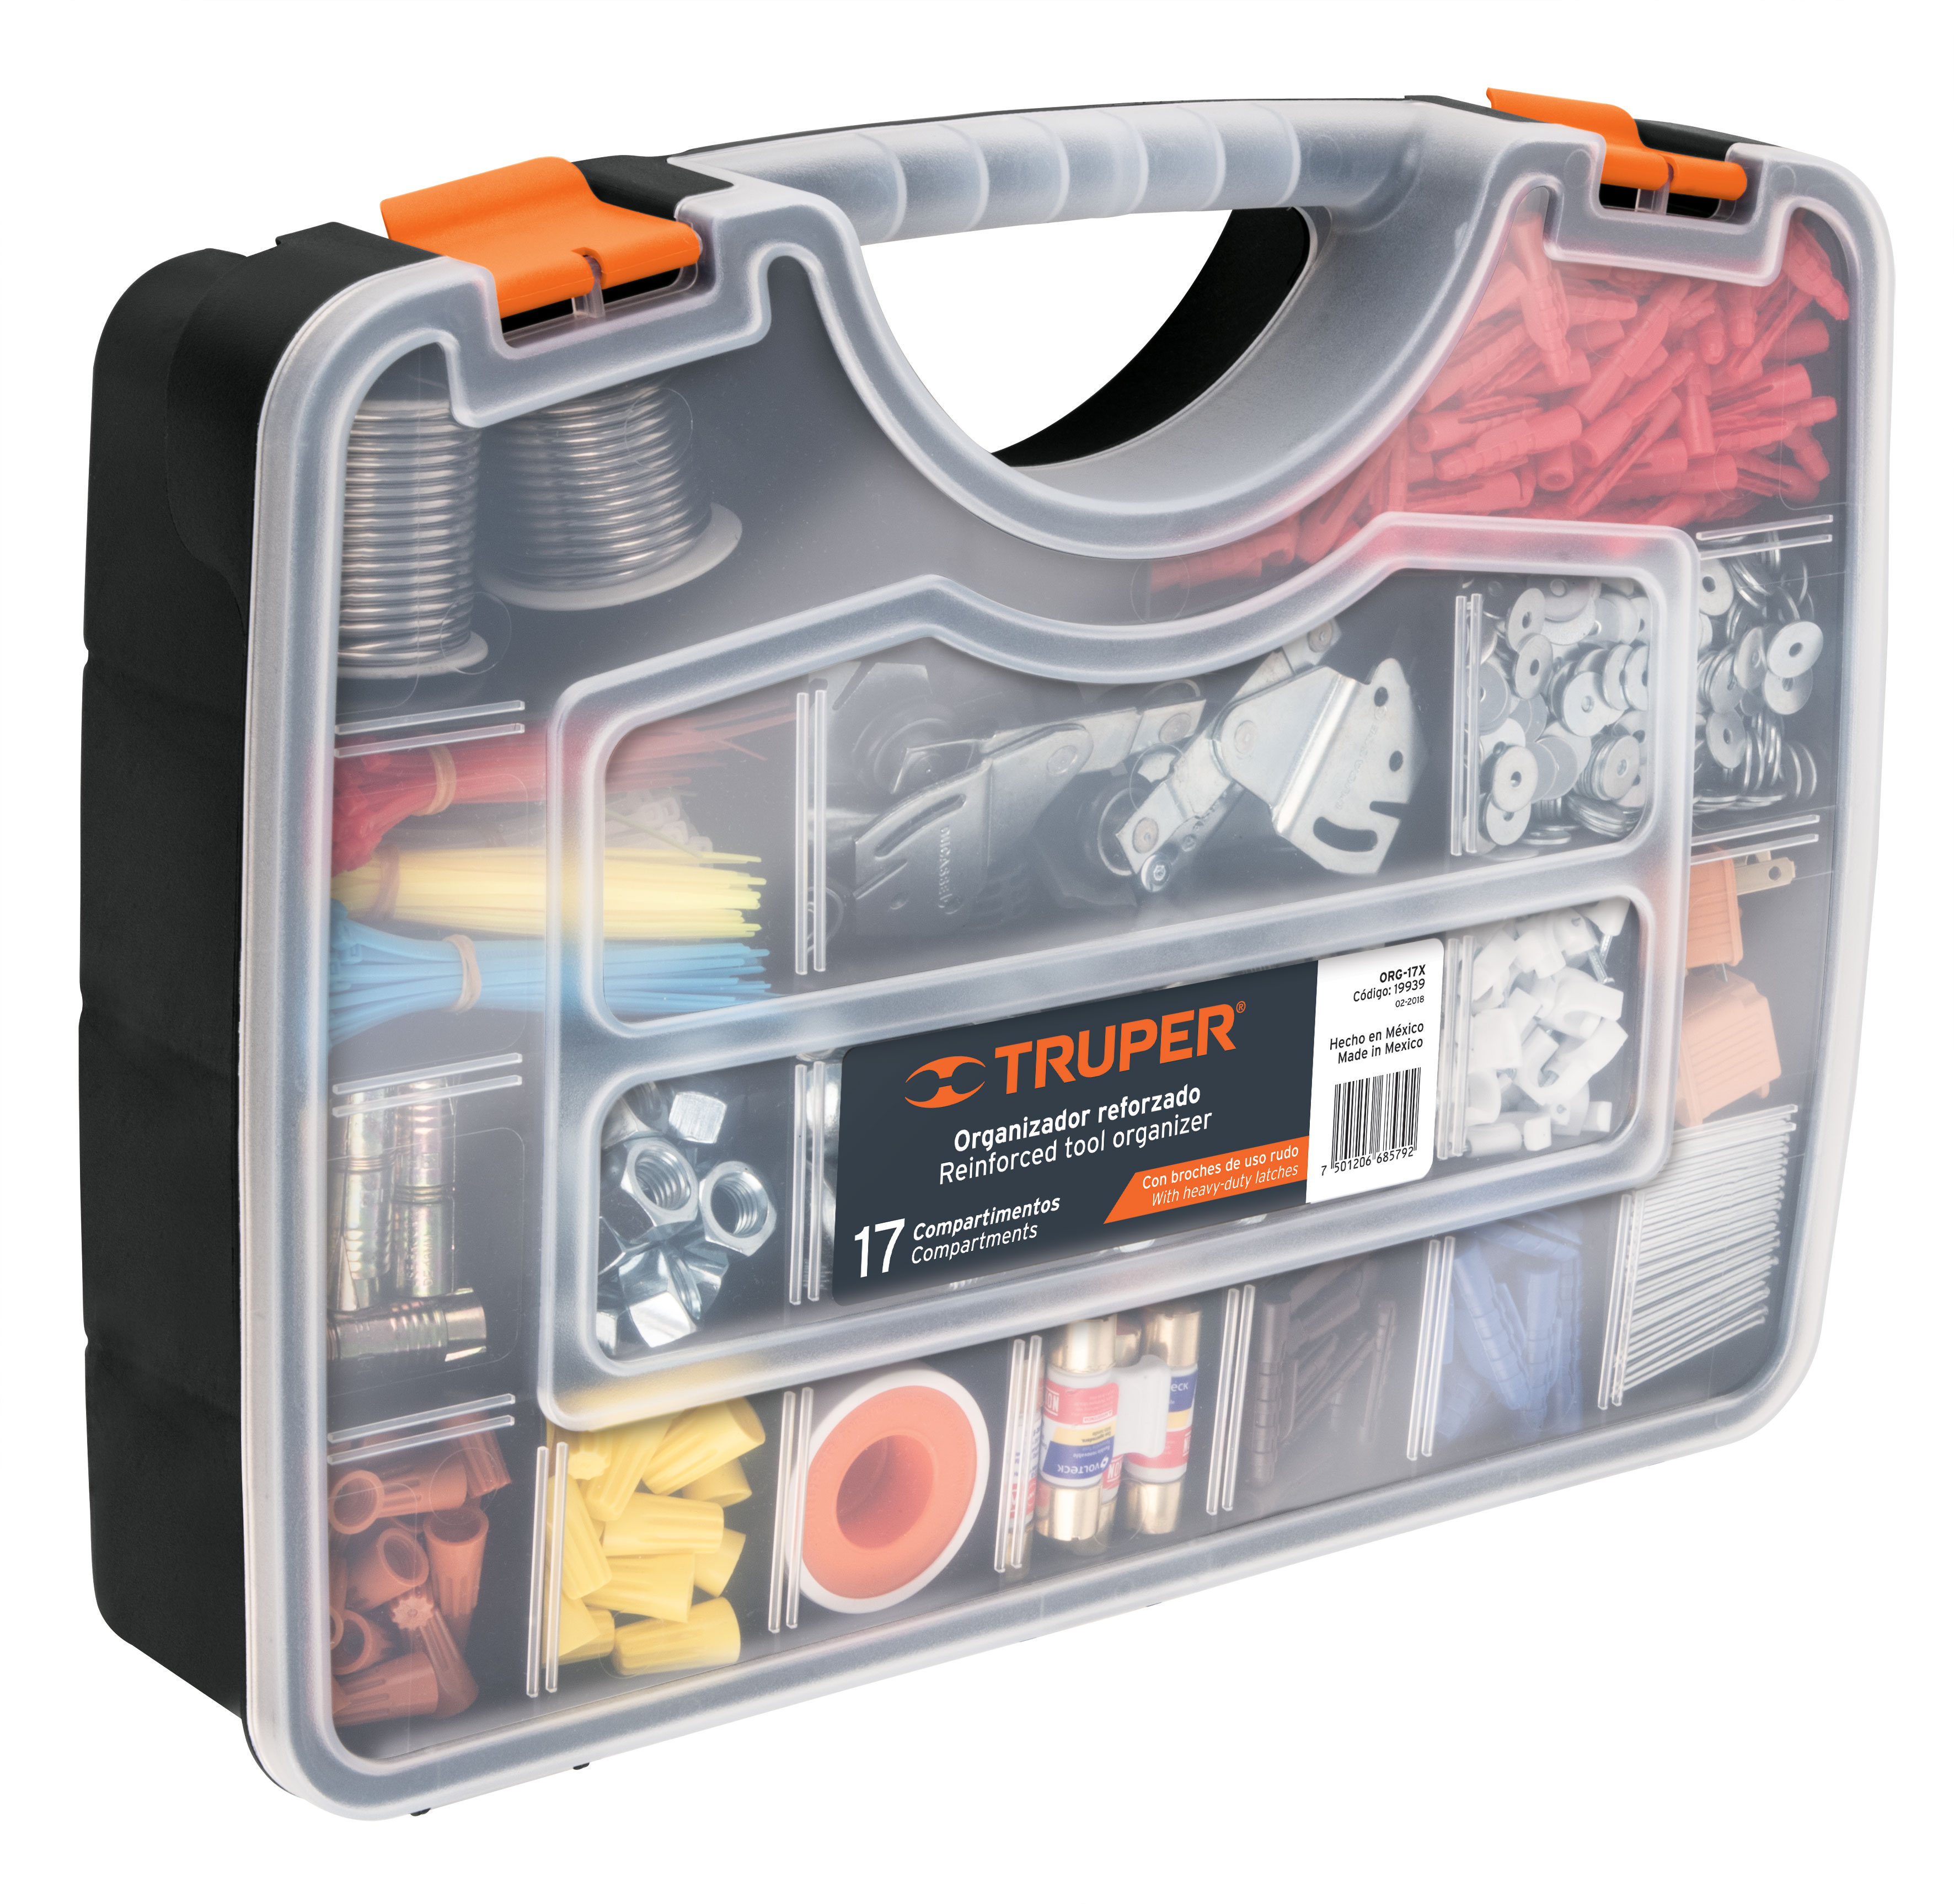 TRUPER®
Organizador reforzado
Reinforced tool organizer
17 Compartimentos
Compartments
Con broches de uso rudo
With heavy-duty latches
ORG-17X
Código: 19939
02-2018
Hecho en México
Made in Mexico
7 501206 685792
VOLTECK